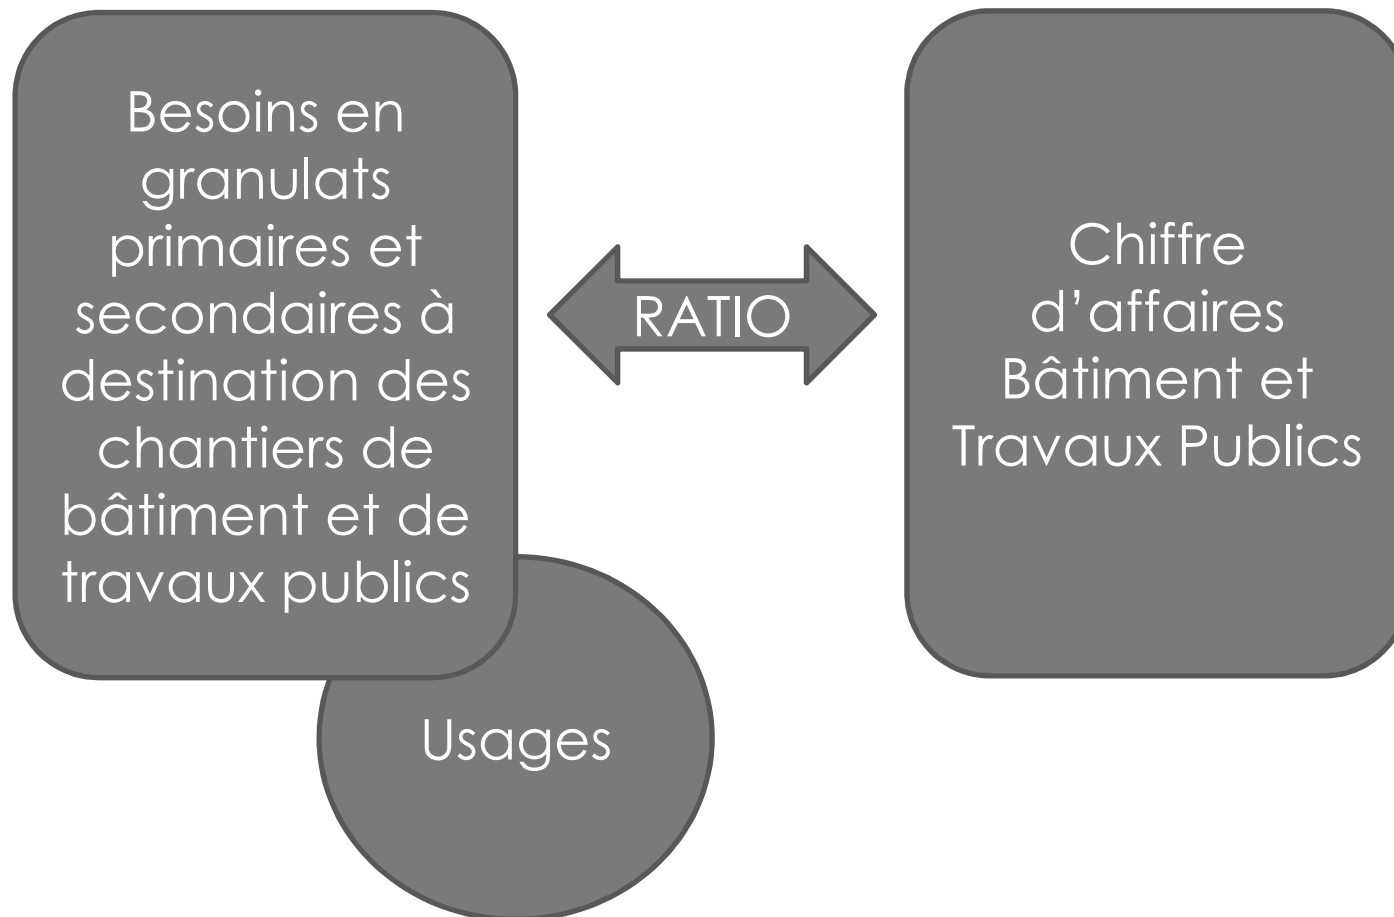 Besoins en
granulats
primaires et
secondaires à
destination des
chantiers de
bâtiment et de
travaux publics
RATIO
Chiffre
d’affaires
Bâtiment et
Travaux Publics
Usages